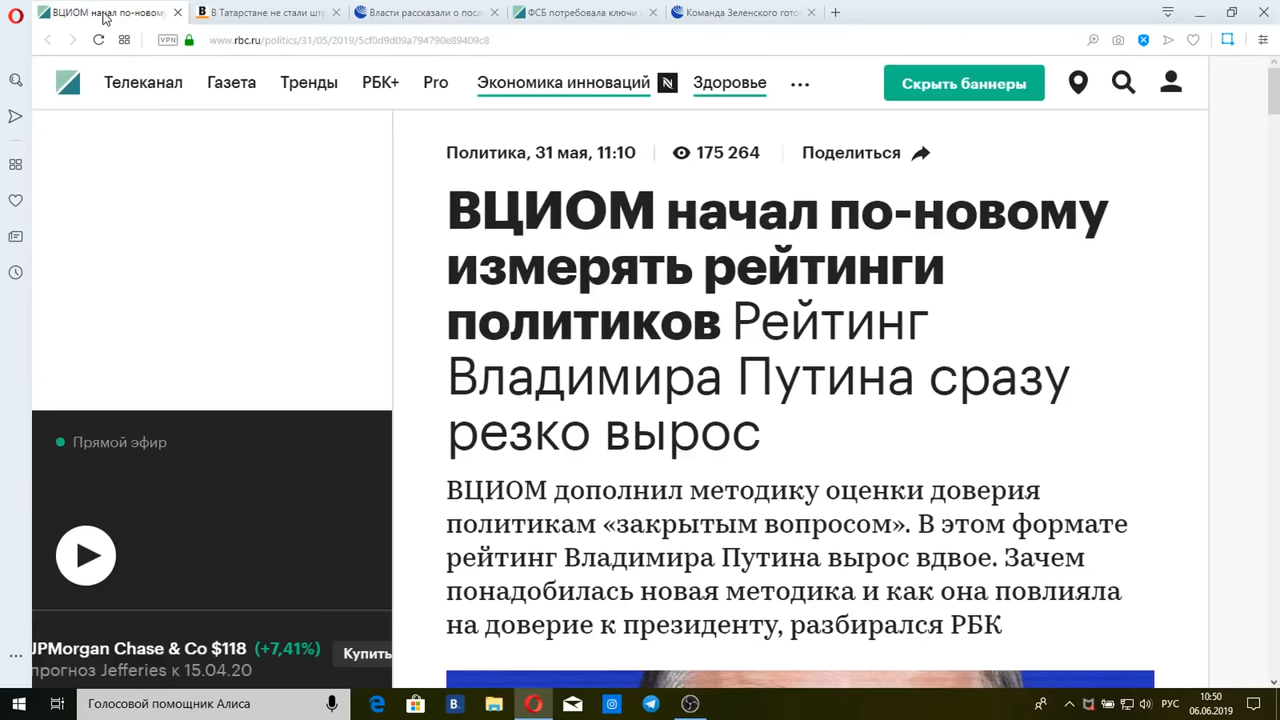 ВЦИОМ начал по-новому
В Татарстане не стали штр
Власти рассказали о посл
ФСБ потребовала ключи
Команда Зеленского гото
VPN
www.rbc.ru/politics/31/05/2019/5cf0d9d09a794790e89409c8
Телеканал Газета Тренды РБК+ Pro Экономика инноваций N Здоровье ...
Скрыть баннеры
Политика, 31 мая, 11:10 175 264 Поделиться
ВЦИОМ начал по-новому
измерять рейтинги
политиков Рейтинг
Владимира Путина сразу
резко вырос
Прямой эфир
ВЦИОМ дополнил методику оценки доверия
политикам «закрытым вопросом». В этом формате
рейтинг Владимира Путина вырос вдвое. Зачем
понадобилась новая методика и как она повлияла
на доверие к президенту, разбирался РБК
JPMorgan Chase & Co $118 (+7,41%) Купить
прогноз Jefferies к 15.04.20
Голосовой помощник Алиса
B
РУС
10:50
06.06.2019